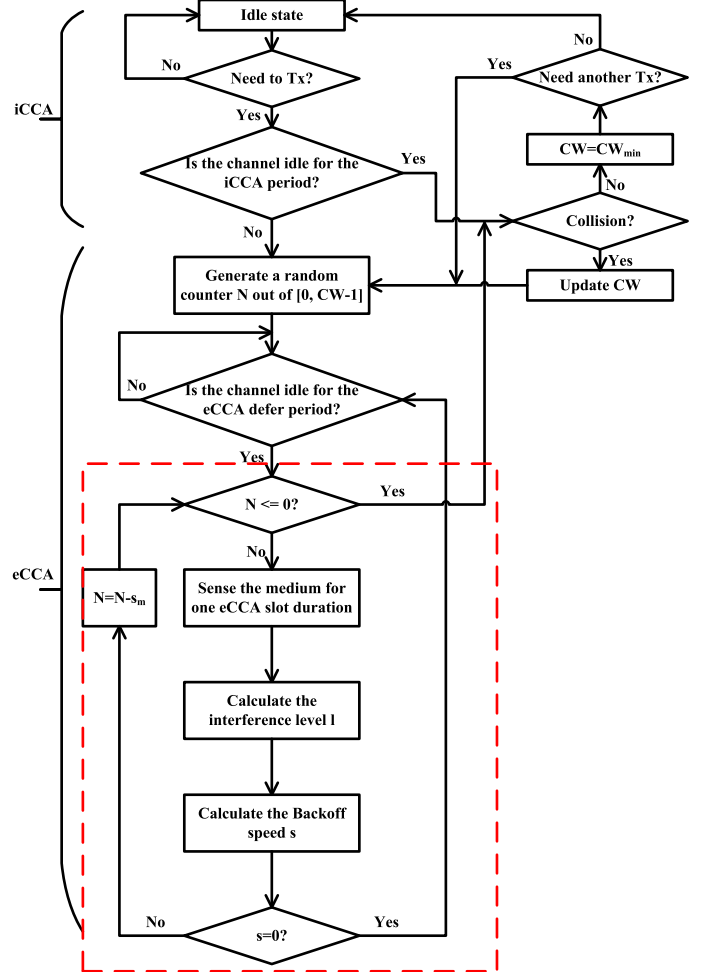 Idle state
No
Need to Tx?
Yes
No
Need another Tx?
Yes
iCCA
Is the channel idle for the
iCCA period?
Yes
No
CW=CWmin
No
Collision?
Yes
Update CW
Generate a random
counter N out of [0, CW-1]
Is the channel idle for the
eCCA defer period?
No
Yes
N <= 0?
Yes
No
eCCA
N=N-sm
Sense the medium for
one eCCA slot duration
Calculate the
interference level l
Calculate the Backoff
speed s
No
s=0?
Yes